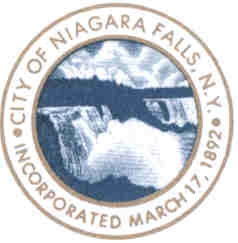 • CITY OF NIAGARA FALLS, N.Y. •
INCORPORATED MARCH 17, 1892